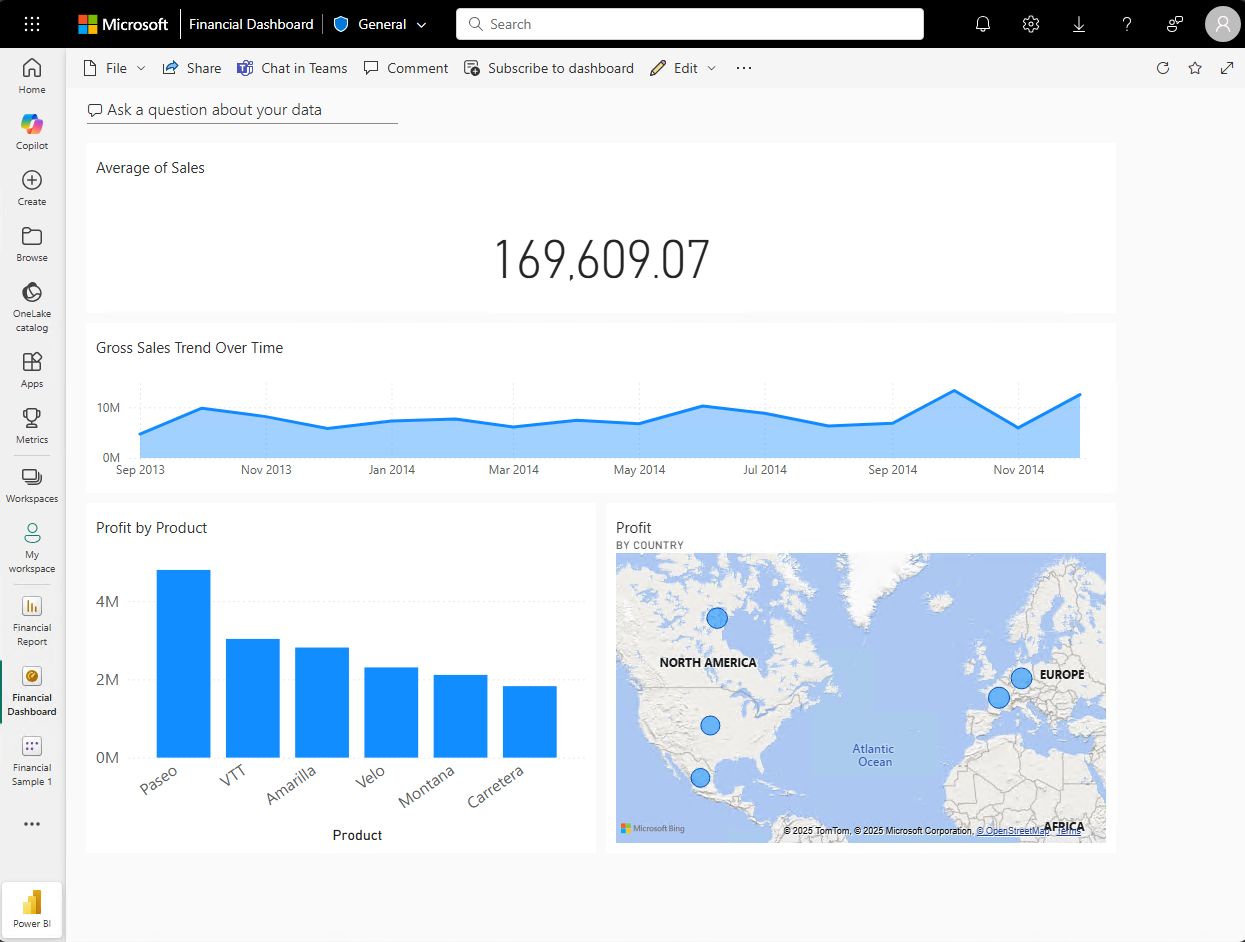 Microsoft Financial Dashboard General Search
File Share Chat in Teams Comment Subscribe to dashboard Edit
Home
Copilot
Create
Browse
OneLake
catalog
Apps
Metrics
Workspaces
My
workspace
Financial
Report
Financial
Dashboard
Financial
Sample 1
Power BI
Ask a question about your data
Average of Sales
169,609.07
Gross Sales Trend Over Time
10M
0M
Sep 2013 Nov 2013 Jan 2014 Mar 2014 May 2014 Jul 2014 Sep 2014 Nov 2014
Profit by Product
4M
2M
0M
Paseo VTT Amarilla Velo Montana Carretera
Product
Profit
BY COUNTRY
NORTH AMERICA
EUROPE
Atlantic
Ocean
AFRICA
Microsoft Bing
© 2025 TomTom, © 2025 Microsoft Corporation, © OpenStreetMap Terms